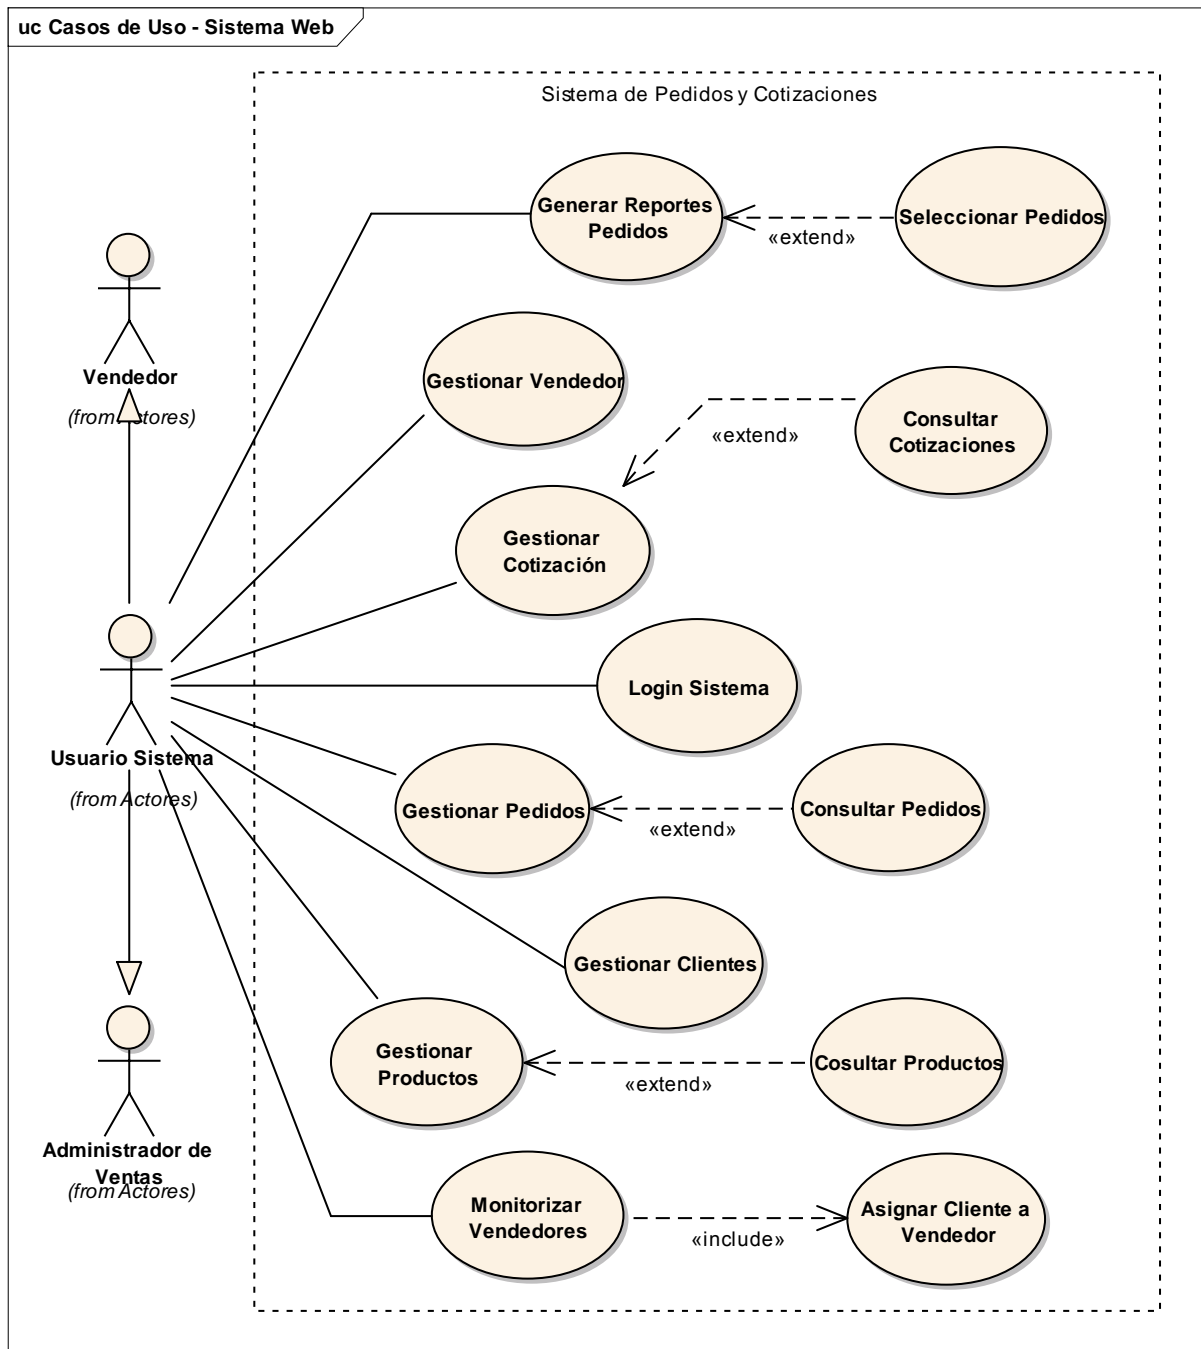 uc Casos de Uso - Sistema Web
Sistema de Pedidos y Cotizaciones
Generar Reportes
Pedidos
«extend»
Seleccionar Pedidos
Vendedor
(from Actores)
Gestionar Vendedor
«extend»
Consultar
Cotizaciones
Gestionar
Cotización
Login Sistema
Usuario Sistema
(from Actores)
Gestionar Pedidos
«extend»
Consultar Pedidos
Gestionar Clientes
Gestionar
Productos
«extend»
Cosultar Productos
Administrador de
Ventas
(from Actores)
Monitorizar
Vendedores
«include»
Asignar Cliente a
Vendedor